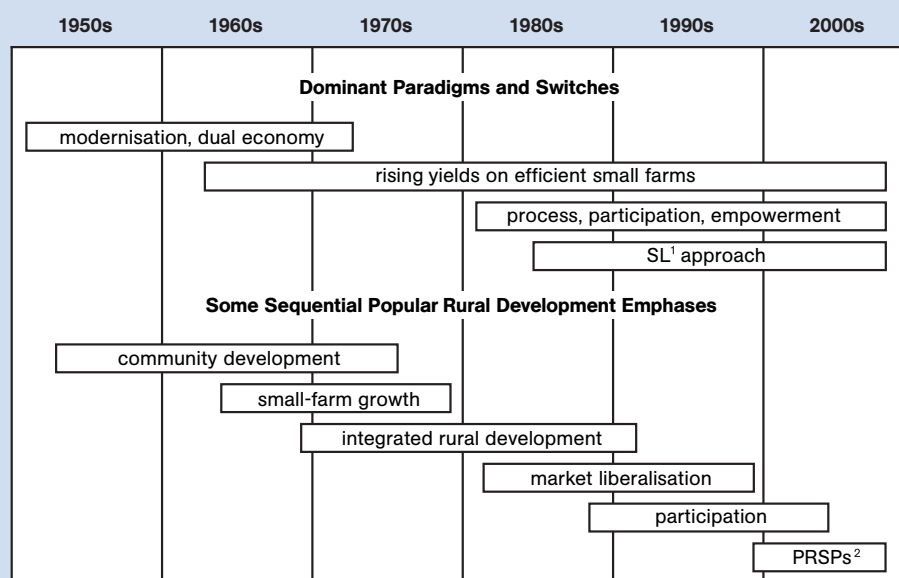 1950s 1960s 1970s 1980s 1990s 2000s
Dominant Paradigms and Switches
modernisation, dual economy
rising yields on efficient small farms
process, participation, empowerment
SL¹ approach
Some Sequential Popular Rural Development Emphases
community development
small-farm growth
integrated rural development
market liberalisation
participation
PRSPs²